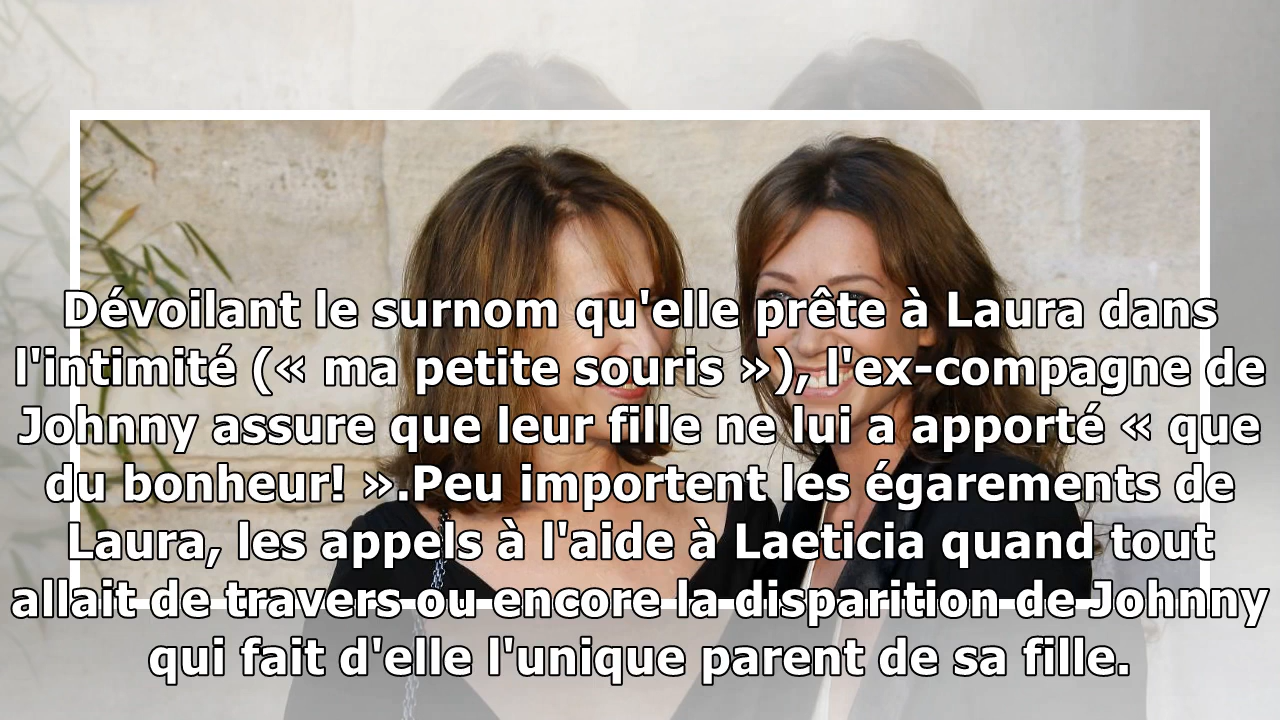 Dévoilant le surnom qu'elle prête à Laura dans
l'intimité (« ma petite souris »), l'ex-compagne de
Johnny assure que leur fille ne lui a apporté « que
du bonheur! ».Peu importent les égarements de
Laura, les appels à l'aide à Laeticia quand tout
allait de travers ou encore la disparition de Johnny
qui fait d'elle l'unique parent de sa fille.